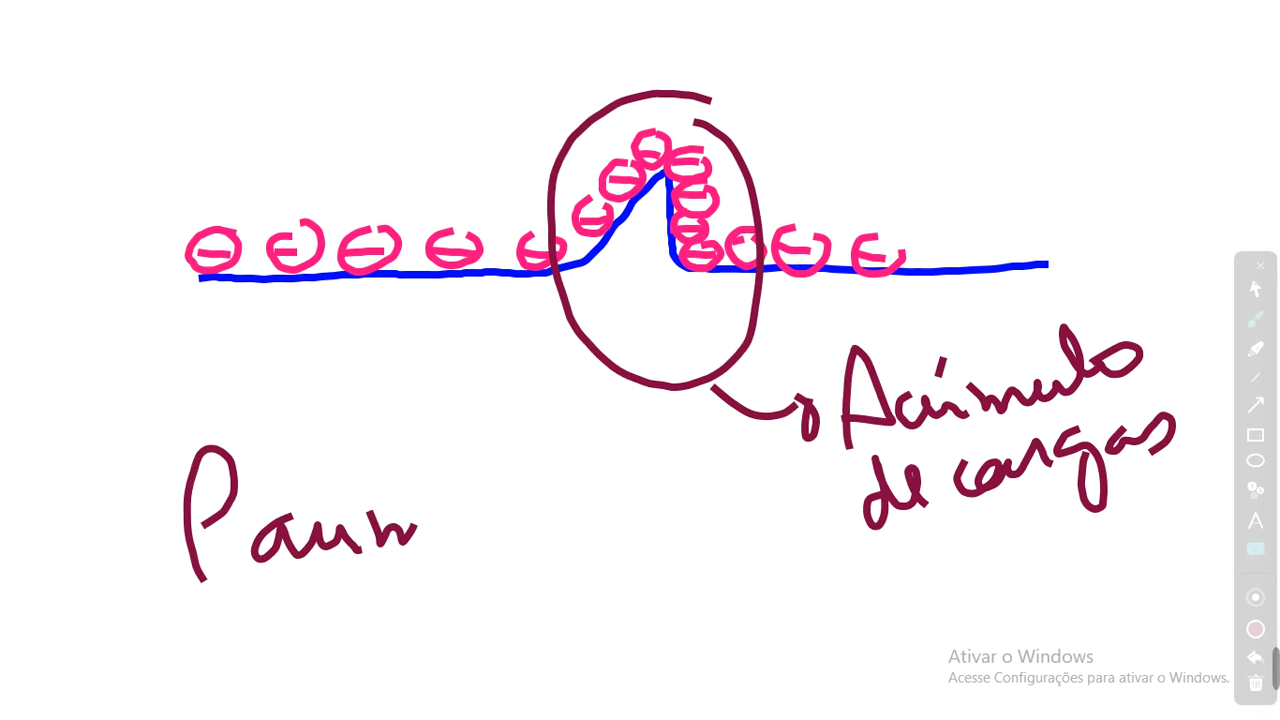 Acúmulo
de cargas
Ativar o Windows
Acesse Configurações para ativar o Windows.